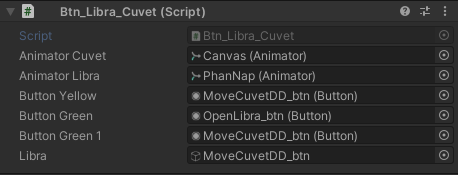 Btn_Libra_Cuvet (Script)
Script Btn_Libra_Cuvet
Animator Cuvet Canvas (Animator)
Animator Libra PhanNap (Animator)
Button Yellow MoveCuvetDD_btn (Button)
Button Green OpenLibra_btn (Button)
Button Green 1 MoveCuvetDD_btn (Button)
Libra MoveCuvetDD_btn